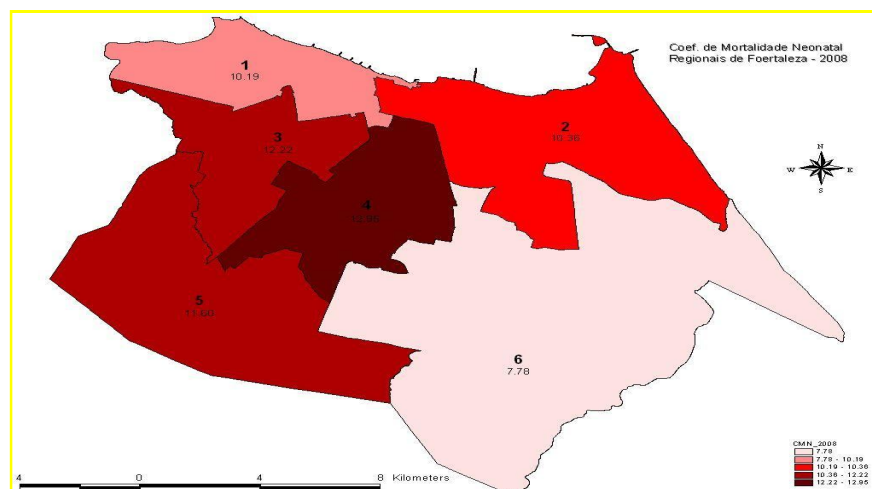 Coef. de Mortalidade Neonatal
Regionais de Foertaleza - 2008
1
10.19
2
10.36
3
12.22
4
12.95
5
11.60
6
7.78
N
W E
S
4 0 4 8 Kilometers
CMN_2008
7.78
7.78 - 10.19
10.19 - 10.36
10.36 - 12.22
12.22 - 12.95